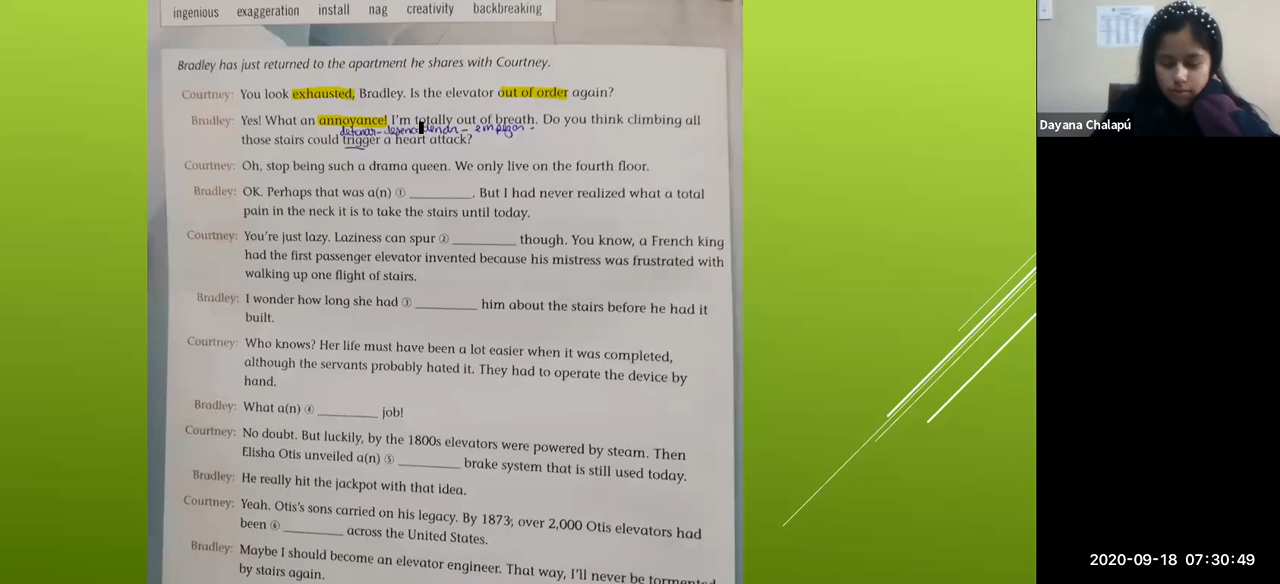 ingenious exaggeration install nag creativity backbreaking
Bradley has just returned to the apartment he shares with Courtney.
Courtney: You look exhausted, Bradley. Is the elevator out of order again?
Bradley: Yes! What an annoyance! I'm totally out of breath. Do you think climbing all
detonar - desencadendr - empezar -
those stairs could trigger a heart attack?
Courtney: Oh, stop being such a drama queen. We only live on the fourth floor.
Bradley: OK. Perhaps that was a(n) ① ________. But I had never realized what a total
pain in the neck it is to take the stairs until today.
Courtney: You're just lazy. Laziness can spur ② ________ though. You know, a French king
had the first passenger elevator invented because his mistress was frustrated with
walking up one flight of stairs.
Bradley: I wonder how long she had ③ ________ him about the stairs before he had it
built.
Courtney: Who knows? Her life must have been a lot easier when it was completed,
although the servants probably hated it. They had to operate the device by
hand.
Bradley: What a(n) ④ ________ job!
Courtney: No doubt. But luckily, by the 1800s elevators were powered by steam. Then
Elisha Otis unveiled a(n) ⑤ ________ brake system that is still used today.
Bradley: He really hit the jackpot with that idea.
Courtney: Yeah. Otis's sons carried on his legacy. By 1873, over 2,000 Otis elevators had
been ⑥ ________ across the United States.
Bradley: Maybe I should become an elevator engineer. That way, I'll never be tormented
by stairs again.
Dayana Chalapú
2020-09-18 07:30:49